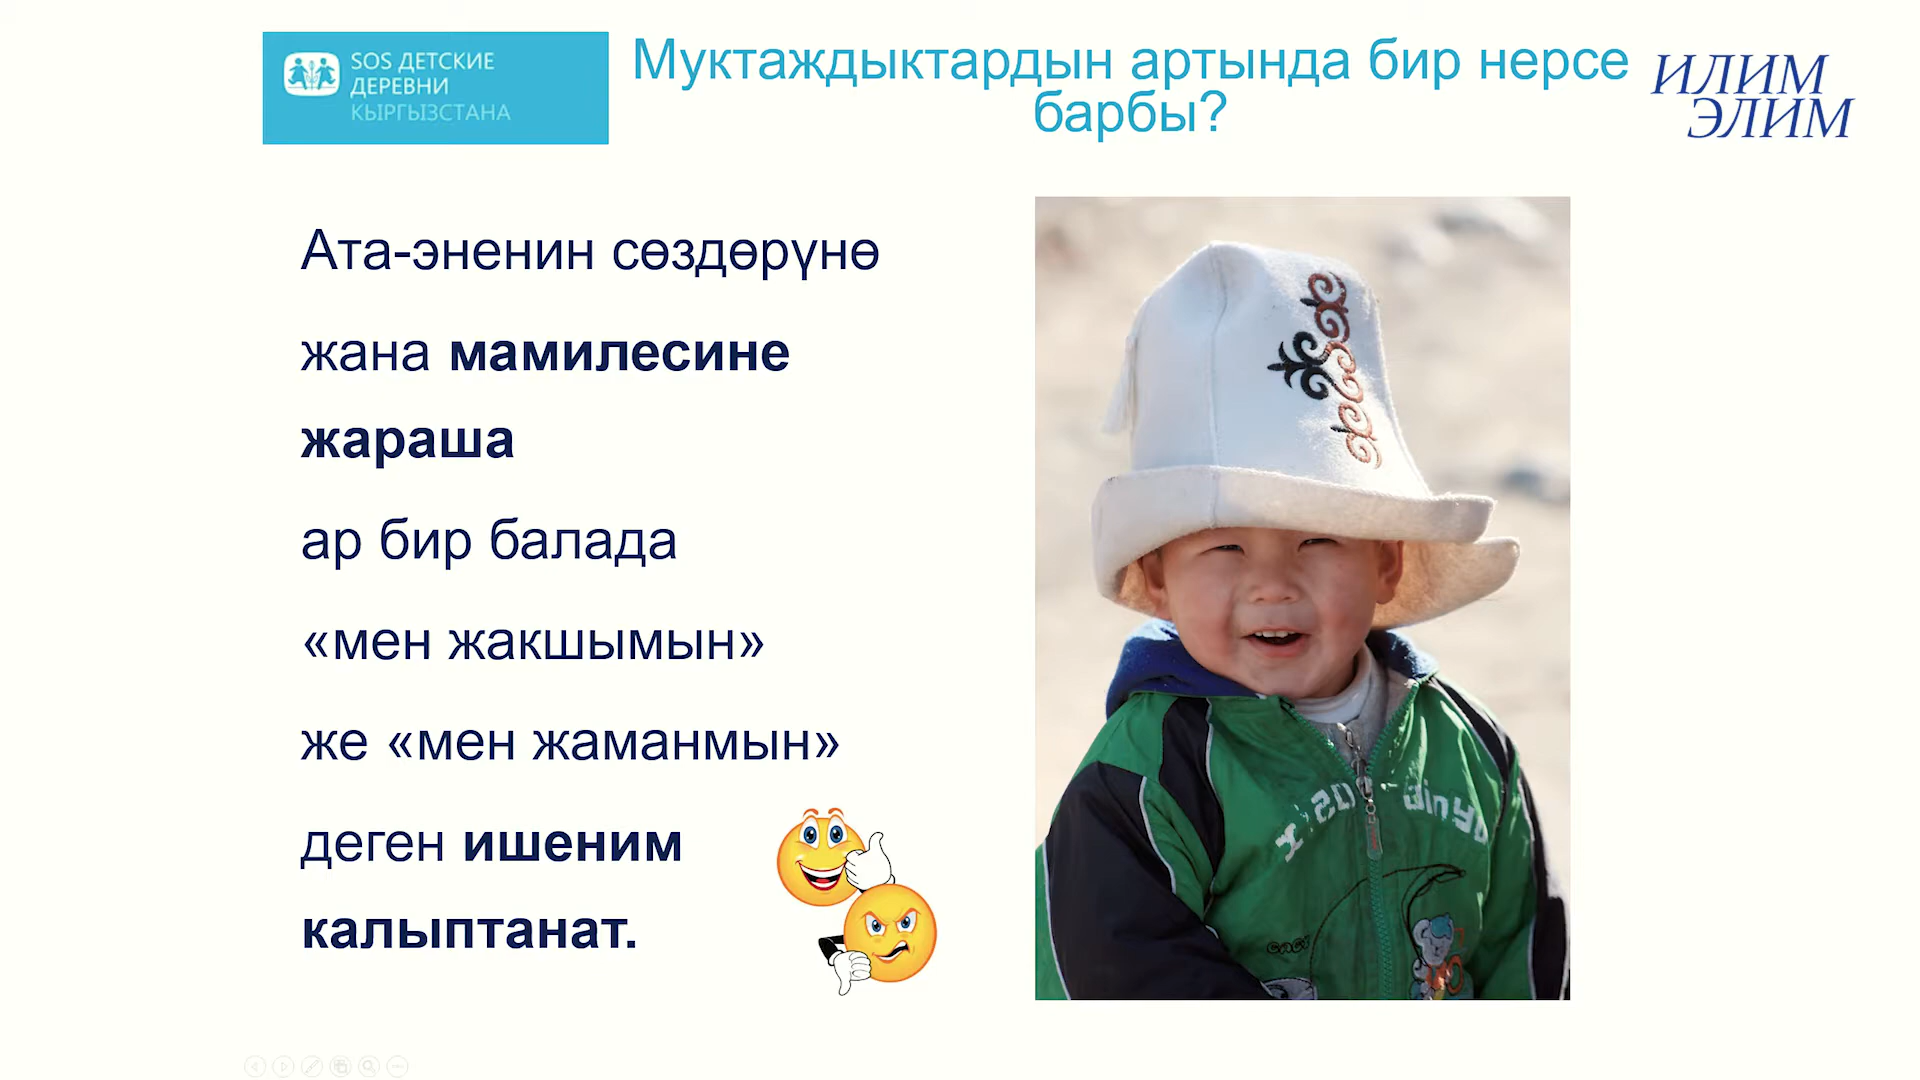 SOS ДЕТСКИЕ
ДЕРЕВНИ
КЫРГЫЗСТАНА
Муктаждыктардын артында бир нерсе
барбы?
ИЛИМ
ЭЛИМ
Ата-эненин сөздөрүнө
жана мамилесине
жараша
ар бир балада
«мен жакшымын»
же «мен жаманмын»
деген ишеним
калыптанат.